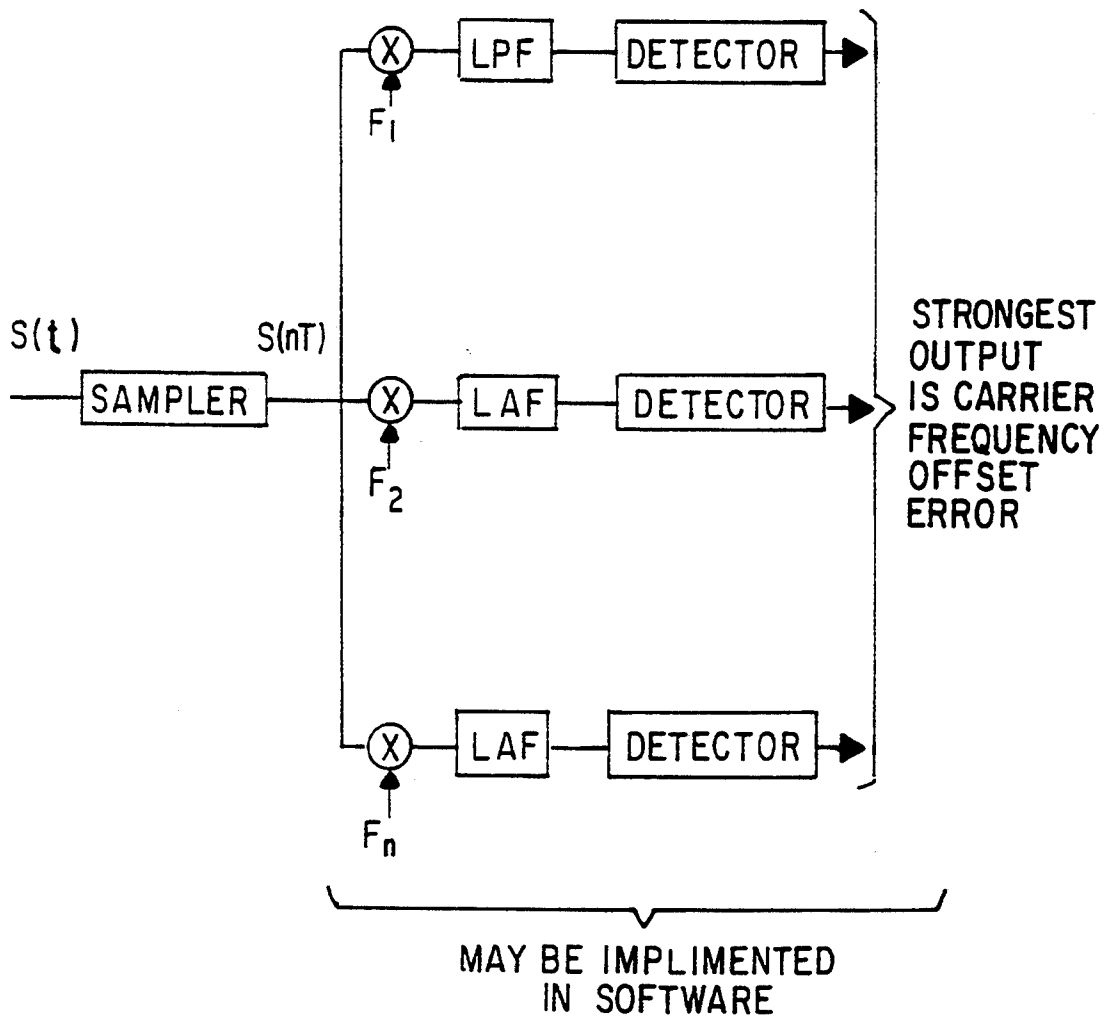 X LPF DETECTOR
F1
S(t) S(nT)
SAMPLER X LAF DETECTOR
F2
STRONGEST
OUTPUT
IS CARRIER
FREQUENCY
OFFSET
ERROR
X LAF DETECTOR
Fn
MAY BE IMPLIMENTED
IN SOFTWARE